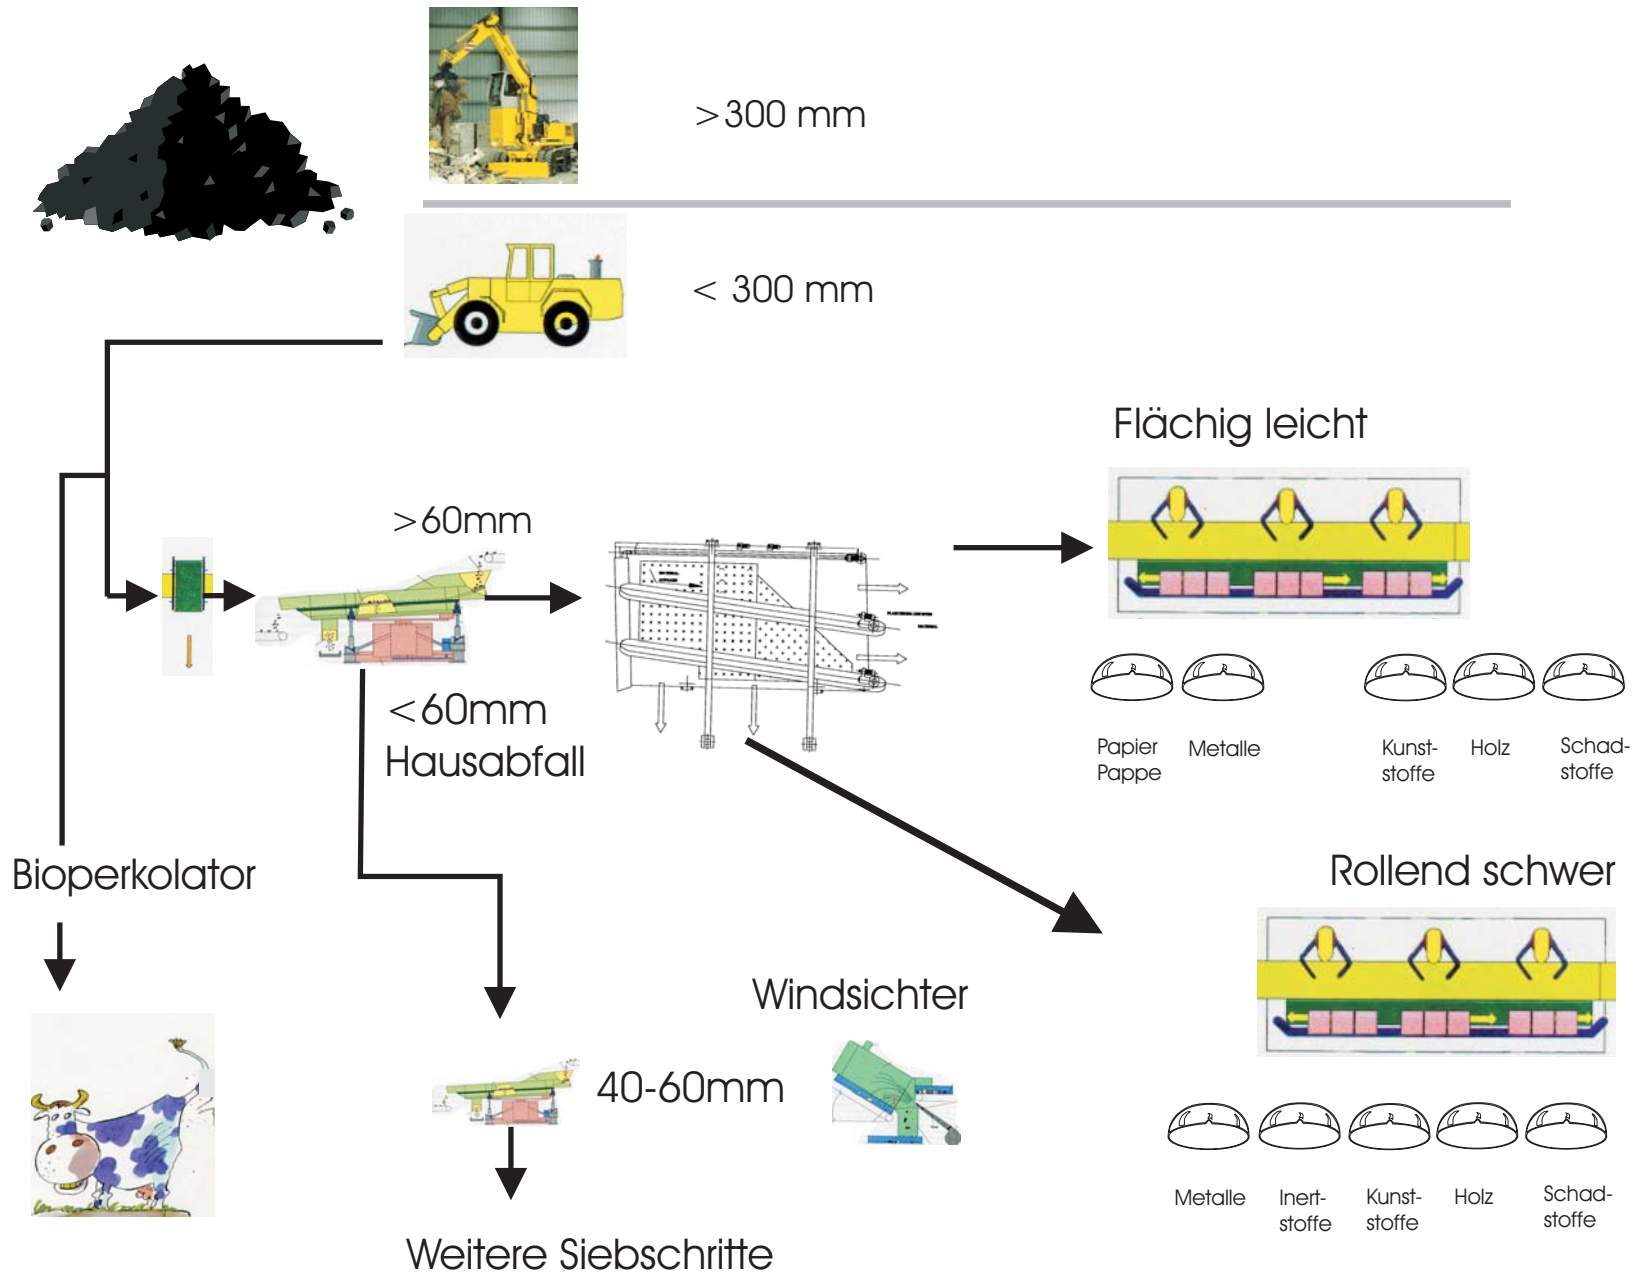 >300 mm
< 300 mm
Flächig leicht
>60mm
<60mm
Hausabfall
Papier
Pappe
Metalle
Kunst-
stoffe
Holz
Schad-
stoffe
Bioperkolator
Rollend schwer
Windsichter
40-60mm
Metalle
Inert-
stoffe
Kunst-
stoffe
Holz
Schad-
stoffe
Weitere Siebschritte